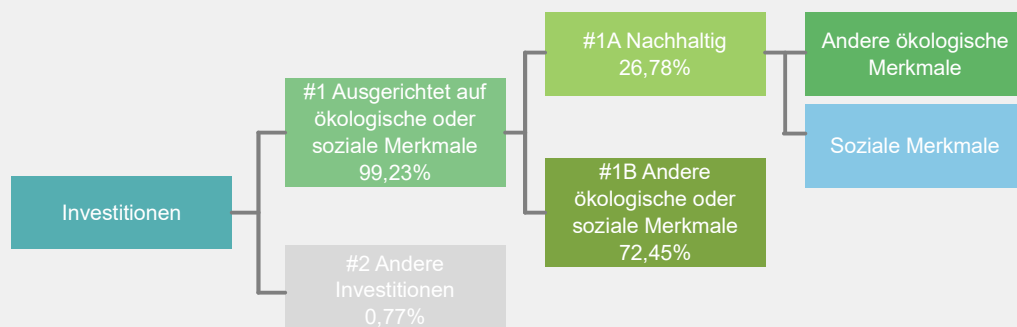 Investitionen
#1 Ausgerichtet auf
ökologische oder
soziale Merkmale
99,23%
#2 Andere
Investitionen
0,77%
#1A Nachhaltig
26,78%
#1B Andere
ökologische oder
soziale Merkmale
72,45%
Andere ökologische
Merkmale
Soziale Merkmale